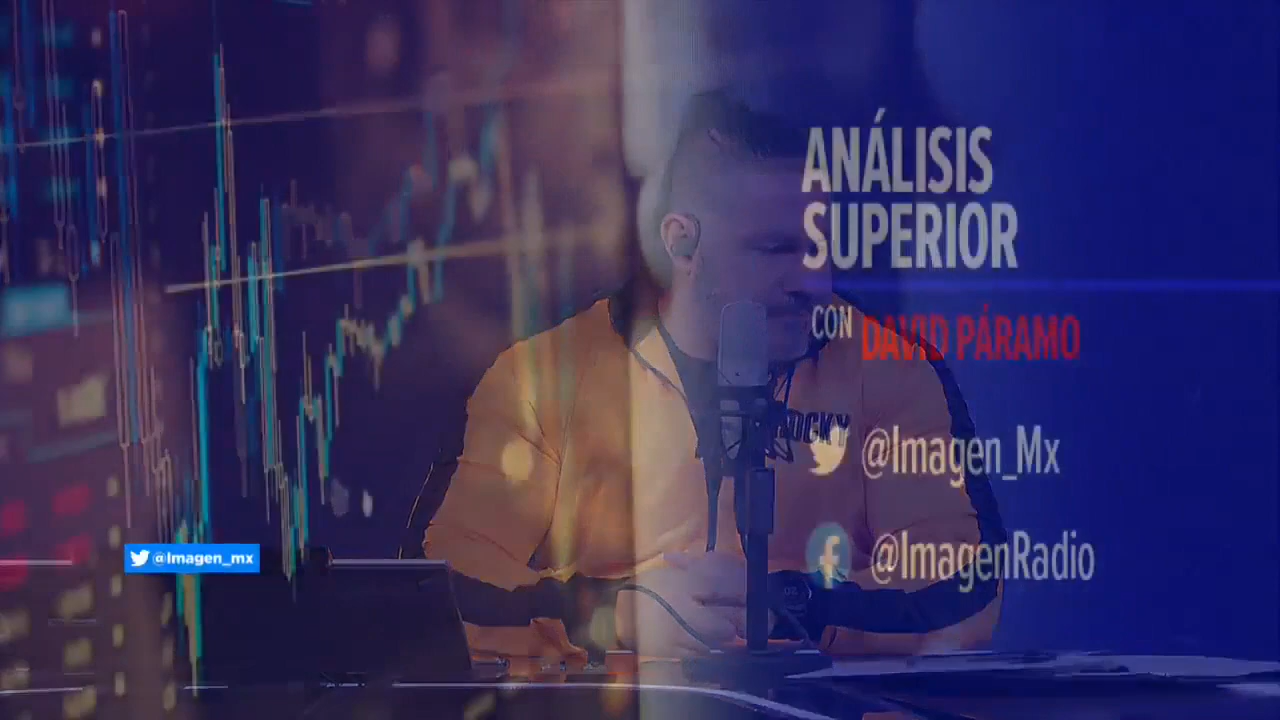 ANÁLISIS
SUPERIOR
CON DAVID PÁRAMO
ROCKY
@Imagen_Mx
@ImagenRadio
@Imagen_mx